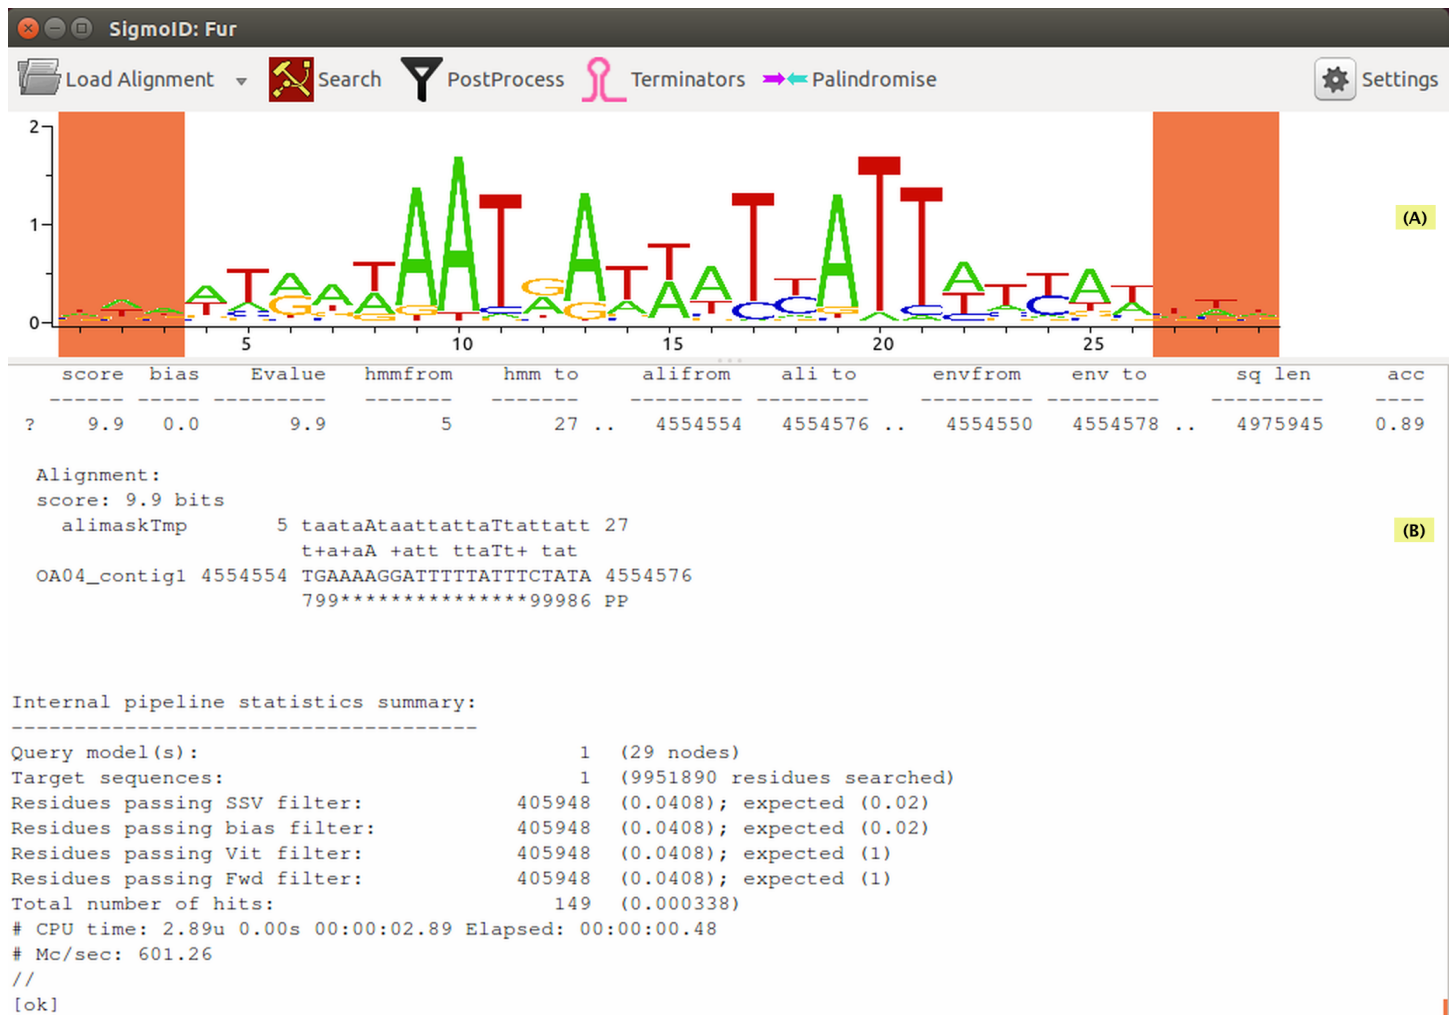 SigmoID: Fur
Load Alignment Search PostProcess Terminators Palindromise Settings
2
1
0
(A)
5 10 15 20 25
score bias Evalue hmmfrom hmm to alifrom ali to envfrom env to sq len acc
------ ----- --------- ------- ------- --------- --------- --------- --------- --------- ----
? 9.9 0.0 9.9 5 27 .. 4554554 4554576 .. 4554550 4554578 .. 4975945 0.89
Alignment:
score: 9.9 bits
alimaskTmp 5 taataAtaattattaTtattatt 27
(B)
t+a+aA +att ttaTt+ tat
OA04_contig1 4554554 TGAAAAGGATTTTTATTTCTATA 4554576
799***************99986 PP
Internal pipeline statistics summary:
-------------------------------------
Query model(s): 1 (29 nodes)
Target sequences: 1 (9951890 residues searched)
Residues passing SSV filter: 405948 (0.0408); expected (0.02)
Residues passing bias filter: 405948 (0.0408); expected (0.02)
Residues passing Vit filter: 405948 (0.0408); expected (1)
Residues passing Fwd filter: 405948 (0.0408); expected (1)
Total number of hits: 149 (0.000338)
# CPU time: 2.89u 0.00s 00:00:02.89 Elapsed: 00:00:00.48
# Mc/sec: 601.26
//
[ok]